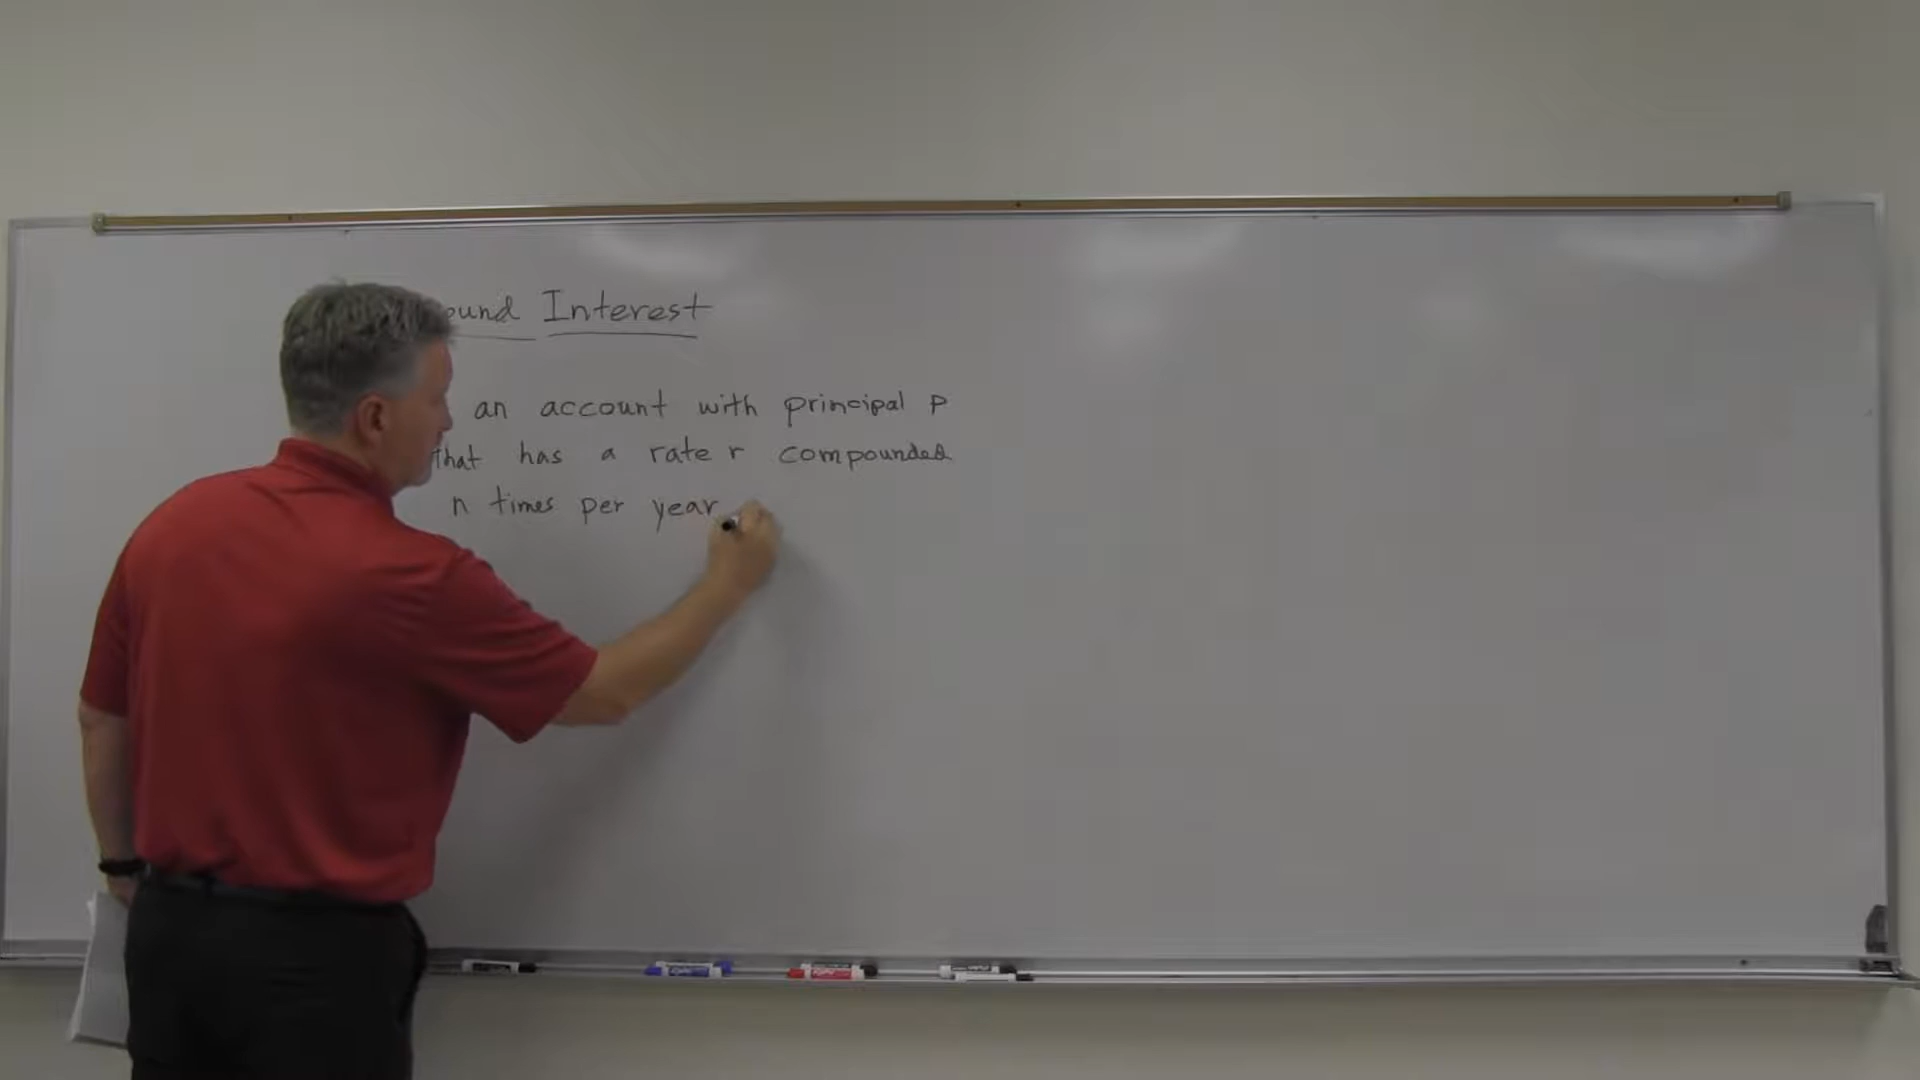 ound Interest
an account with principal P
that has a rate r compounded
n times per year